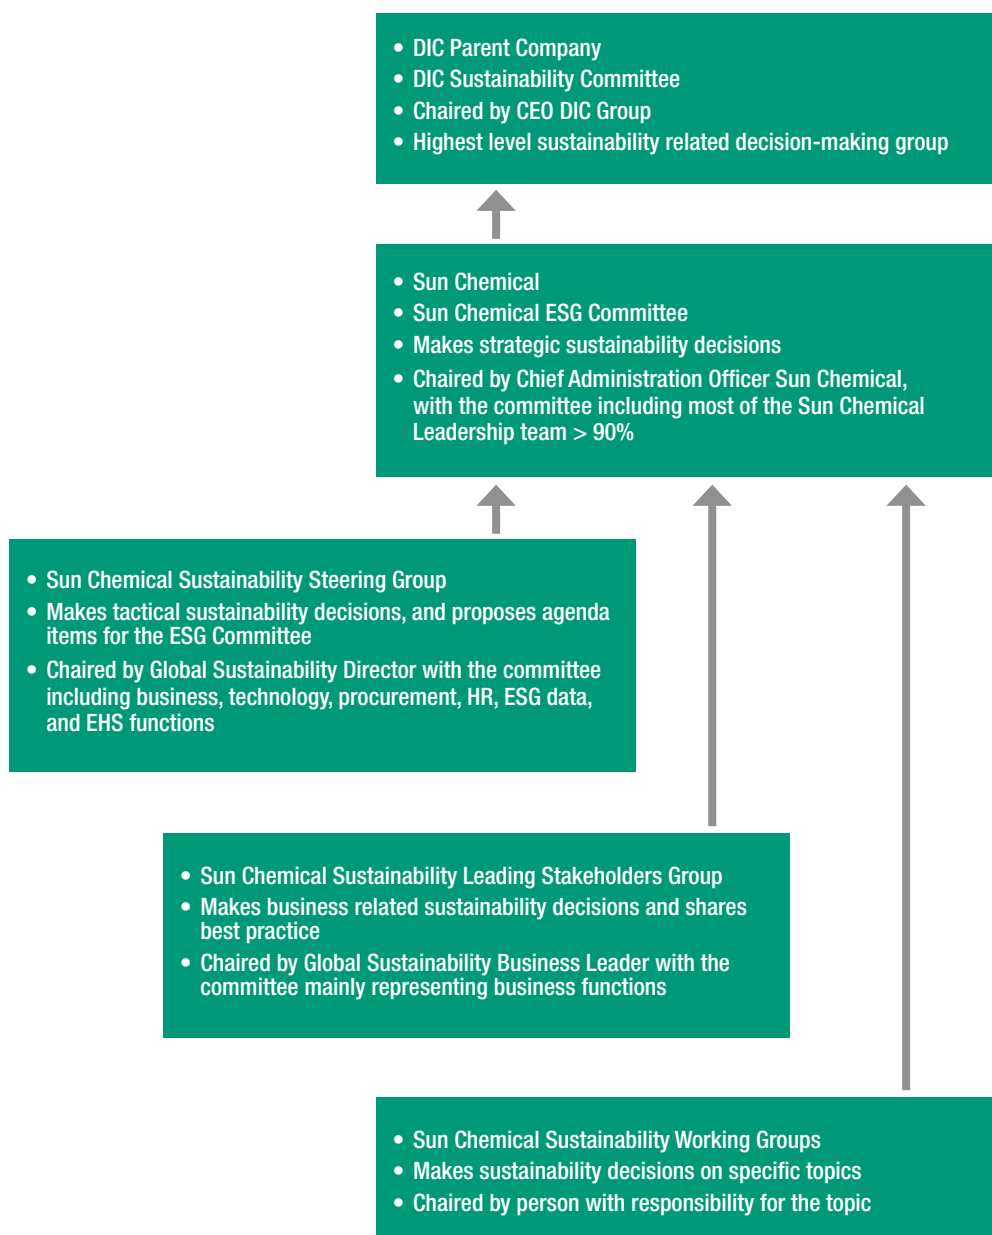 • DIC Parent Company
• DIC Sustainability Committee
• Chaired by CEO DIC Group
• Highest level sustainability related decision-making group
• Sun Chemical
• Sun Chemical ESG Committee
• Makes strategic sustainability decisions
• Chaired by Chief Administration Officer Sun Chemical,
with the committee including most of the Sun Chemical
Leadership team > 90%
• Sun Chemical Sustainability Steering Group
• Makes tactical sustainability decisions, and proposes agenda
items for the ESG Committee
• Chaired by Global Sustainability Director with the committee
including business, technology, procurement, HR, ESG data,
and EHS functions
• Sun Chemical Sustainability Leading Stakeholders Group
• Makes business related sustainability decisions and shares
best practice
• Chaired by Global Sustainability Business Leader with the
committee mainly representing business functions
• Sun Chemical Sustainability Working Groups
• Makes sustainability decisions on specific topics
• Chaired by person with responsibility for the topic